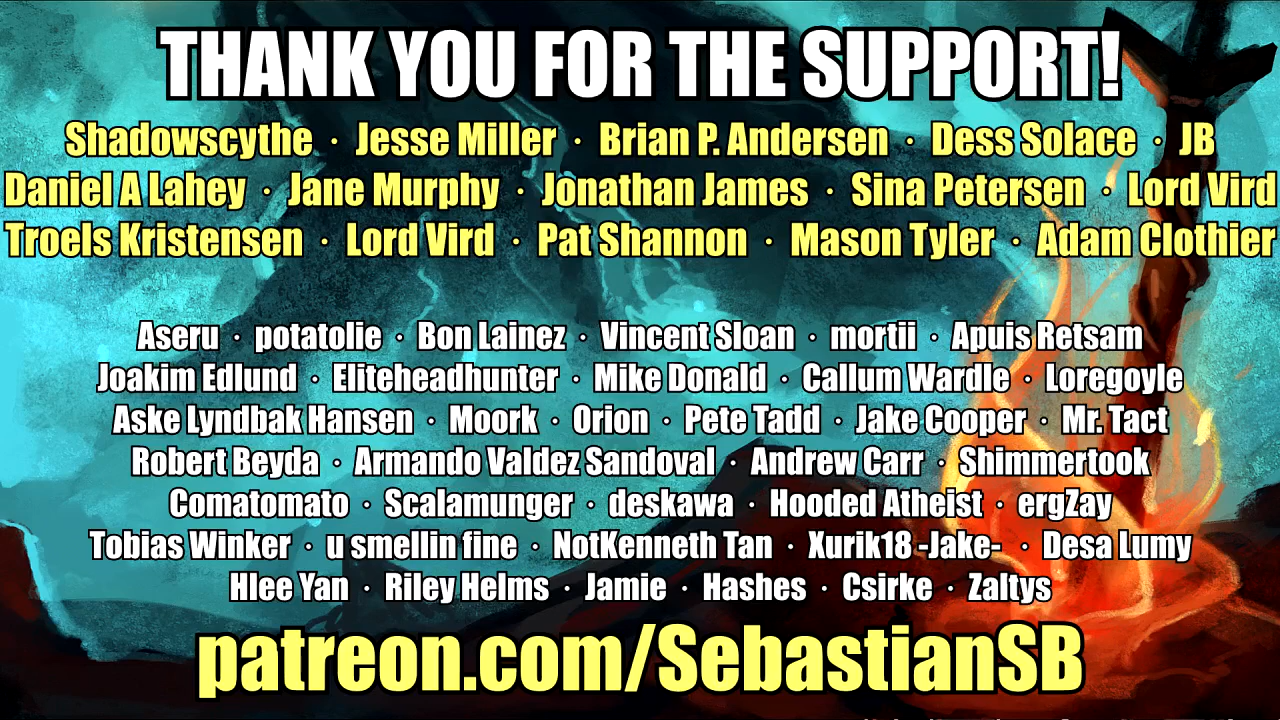 THANK YOU FOR THE SUPPORT!
Shadowscythe · Jesse Miller · Brian P. Andersen · Dess Solace · JB
Daniel A Lahey · Jane Murphy · Jonathan James · Sina Petersen · Lord Vird
Troels Kristensen · Lord Vird · Pat Shannon · Mason Tyler · Adam Clothier
Aseru · potatolie · Bon Lainez · Vincent Sloan · mortii · Apuis Retsam
Joakim Edlund · Eliteheadhunter · Mike Donald · Callum Wardle · Loregoyle
Aske Lyndbak Hansen · Moork · Orion · Pete Tadd · Jake Cooper · Mr. Tact
Robert Beyda · Armando Valdez Sandoval · Andrew Carr · Shimmertook
Comatomato · Scalamunger · deskawa · Hooded Atheist · ergZay
Tobias Winker · u smellin fine · NotKenneth Tan · Xurik18 -Jake- · Desa Lumy
Hlee Yan · Riley Helms · Jamie · Hashes · Csirke · Zaltys
patreon.com/SebastianSB